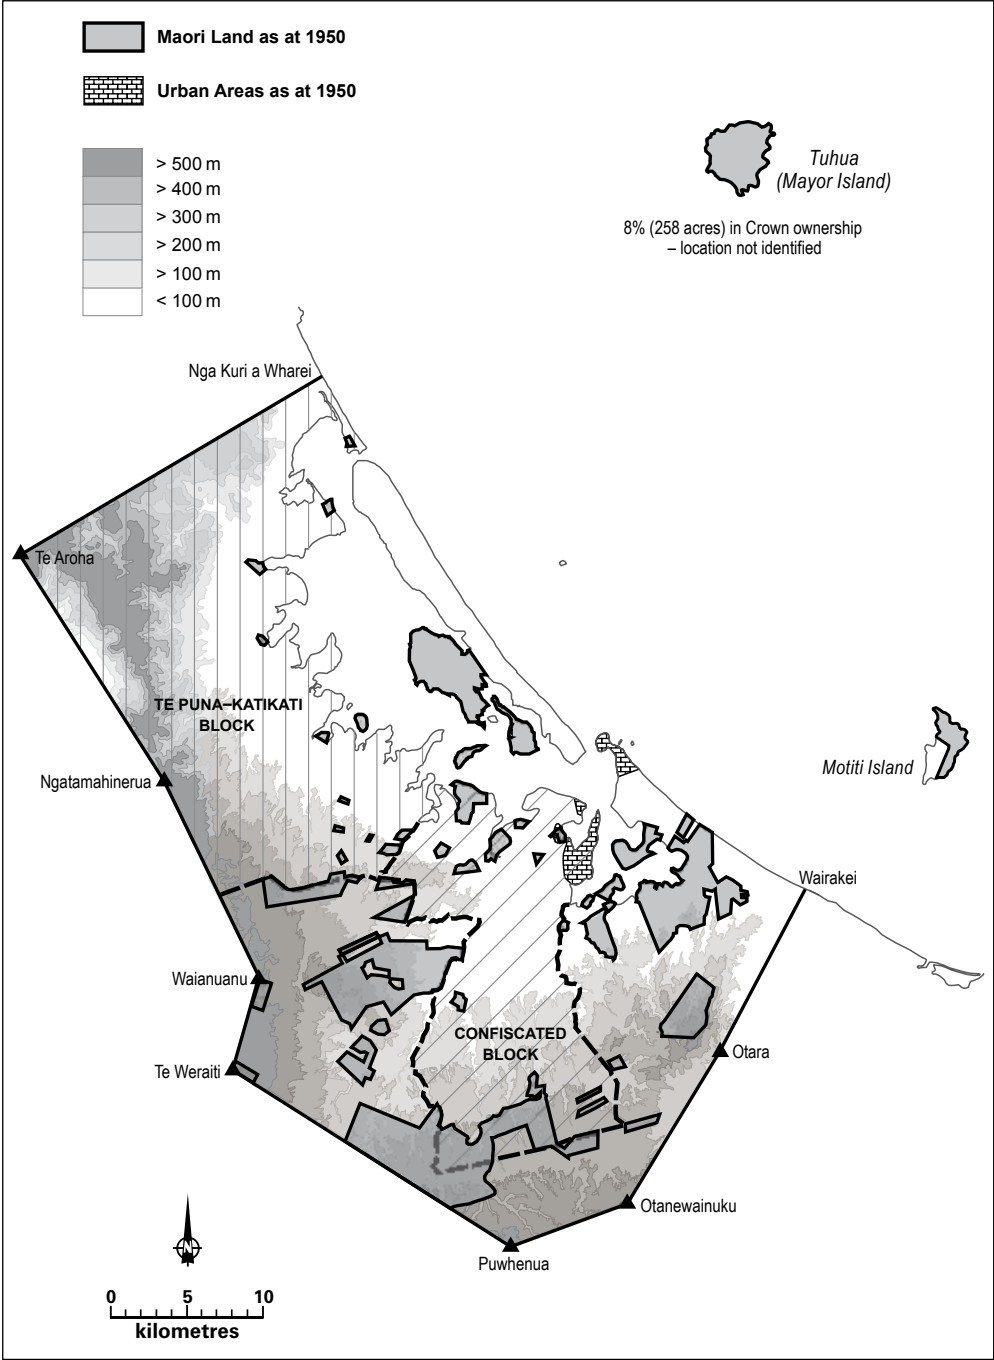 Maori Land as at 1950
Urban Areas as at 1950
> 500 m
> 400 m
> 300 m
> 200 m
> 100 m
< 100 m
Tuhua
(Mayor Island)
8% (258 acres) in Crown ownership
– location not identified
Nga Kuri a Wharei
Te Aroha
TE PUNA–KATIKATI
BLOCK
Ngatamahinerua
Motiti Island
Wairakei
Waianuanu
CONFISCATED
BLOCK
Otara
Te Weraiti
Otanewainuku
Puwhenua
0 5 10
kilometres